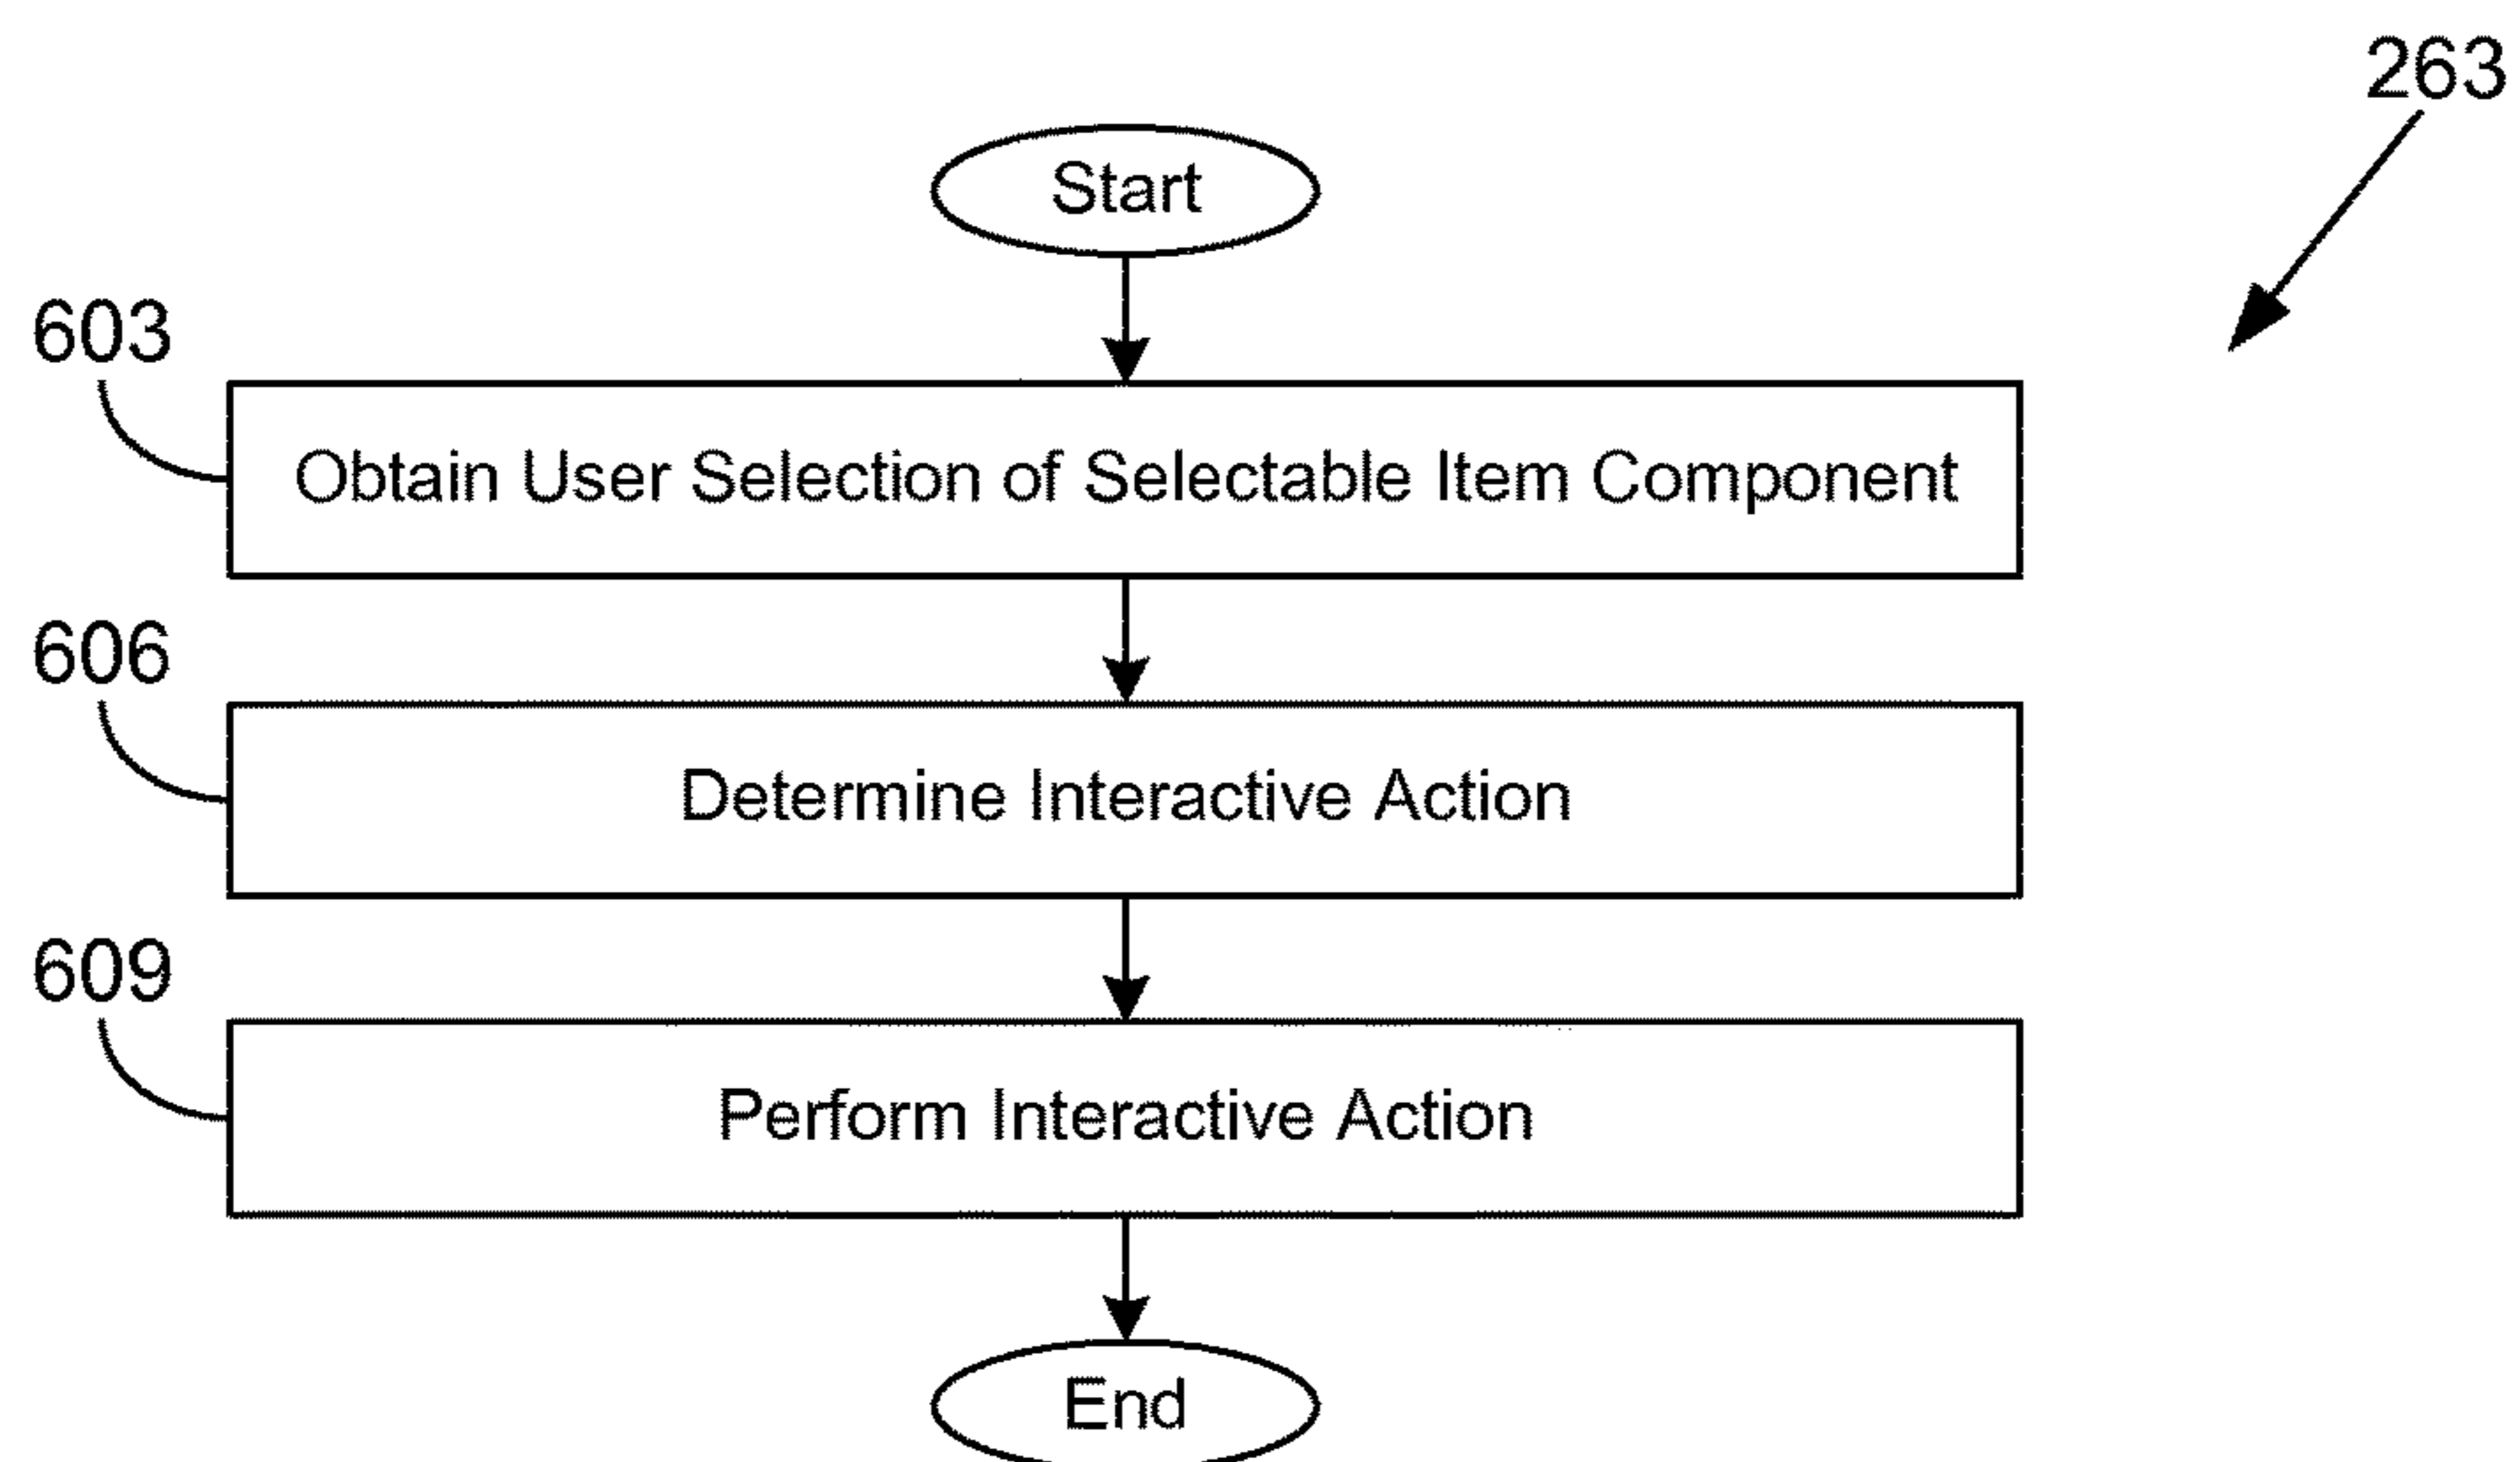 263
Start
603
Obtain User Selection of Selectable Item Component
606
Determine Interactive Action
609
Perform Interactive Action
End